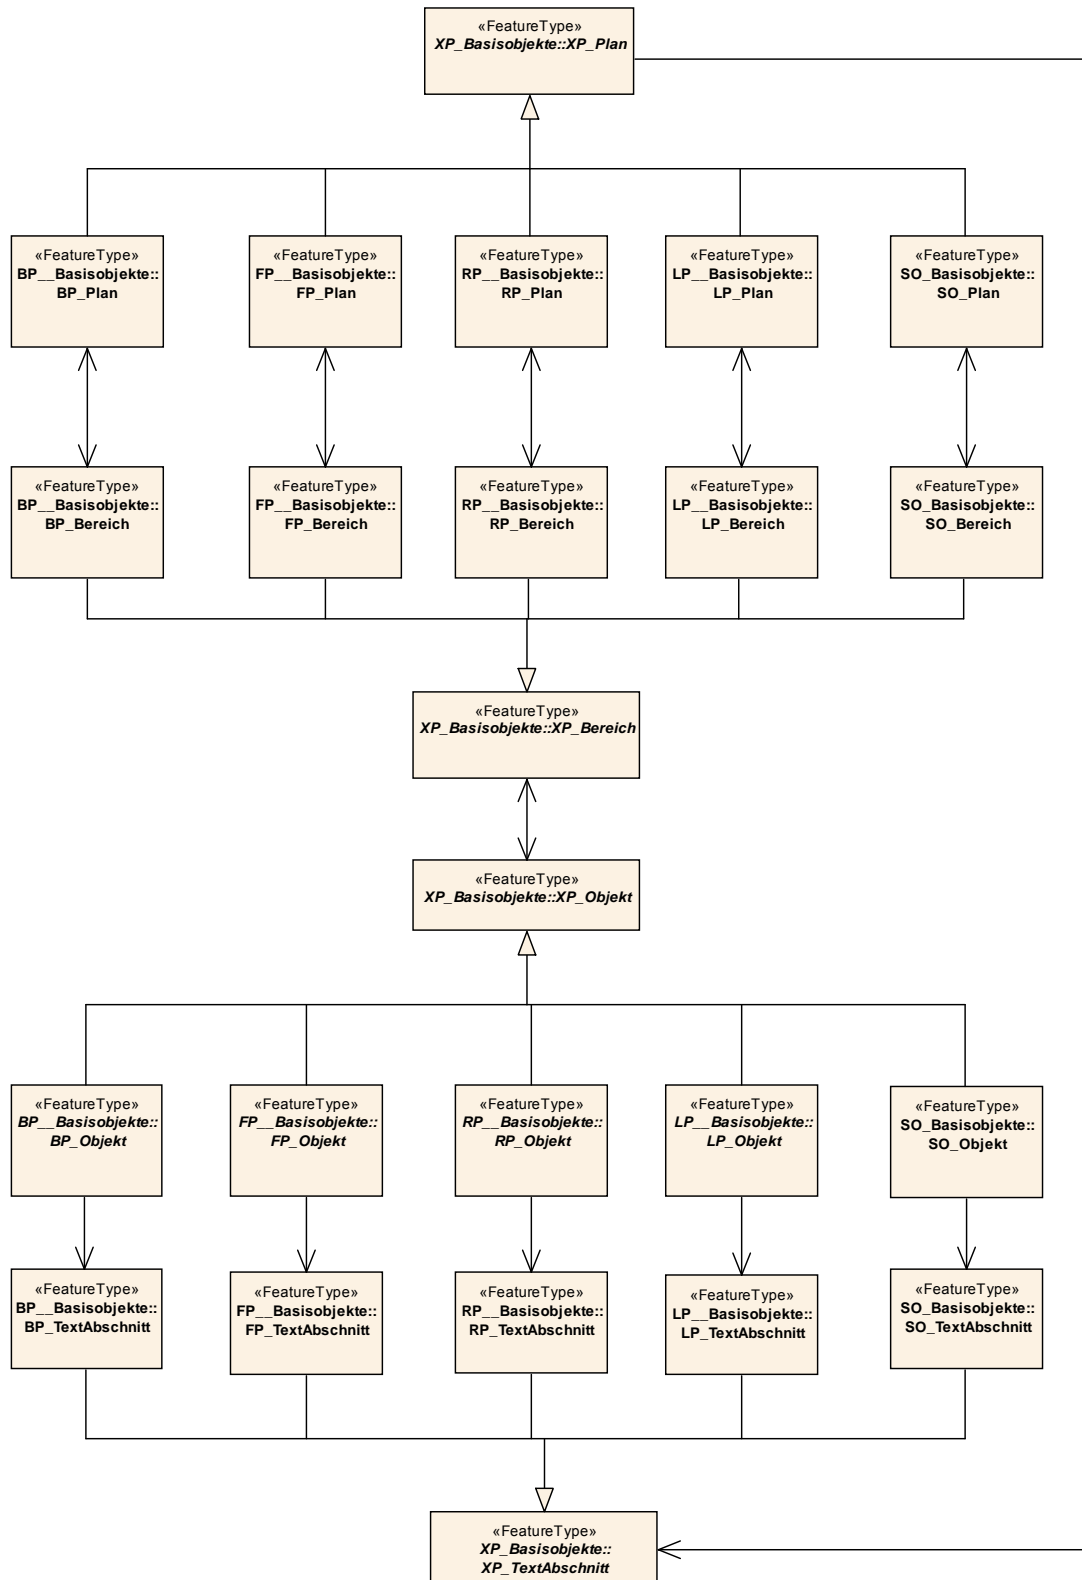 «FeatureType»
XP_Basisobjekte::XP_Plan
«FeatureType»
BP__Basisobjekte::
BP_Plan
«FeatureType»
FP__Basisobjekte::
FP_Plan
«FeatureType»
RP__Basisobjekte::
RP_Plan
«FeatureType»
LP__Basisobjekte::
LP_Plan
«FeatureType»
SO_Basisobjekte::
SO_Plan
«FeatureType»
BP__Basisobjekte::
BP_Bereich
«FeatureType»
FP__Basisobjekte::
FP_Bereich
«FeatureType»
RP__Basisobjekte::
RP_Bereich
«FeatureType»
LP__Basisobjekte::
LP_Bereich
«FeatureType»
SO_Basisobjekte::
SO_Bereich
«FeatureType»
XP_Basisobjekte::XP_Bereich
«FeatureType»
XP_Basisobjekte::XP_Objekt
«FeatureType»
BP__Basisobjekte::
BP_Objekt
«FeatureType»
FP__Basisobjekte::
FP_Objekt
«FeatureType»
RP__Basisobjekte::
RP_Objekt
«FeatureType»
LP__Basisobjekte::
LP_Objekt
«FeatureType»
SO_Basisobjekte::
SO_Objekt
«FeatureType»
BP__Basisobjekte::
BP_TextAbschnitt
«FeatureType»
FP__Basisobjekte::
FP_TextAbschnitt
«FeatureType»
RP__Basisobjekte::
RP_TextAbschnitt
«FeatureType»
LP__Basisobjekte::
LP_TextAbschnitt
«FeatureType»
SO_Basisobjekte::
SO_TextAbschnitt
«FeatureType»
XP_Basisobjekte::
XP_TextAbschnitt